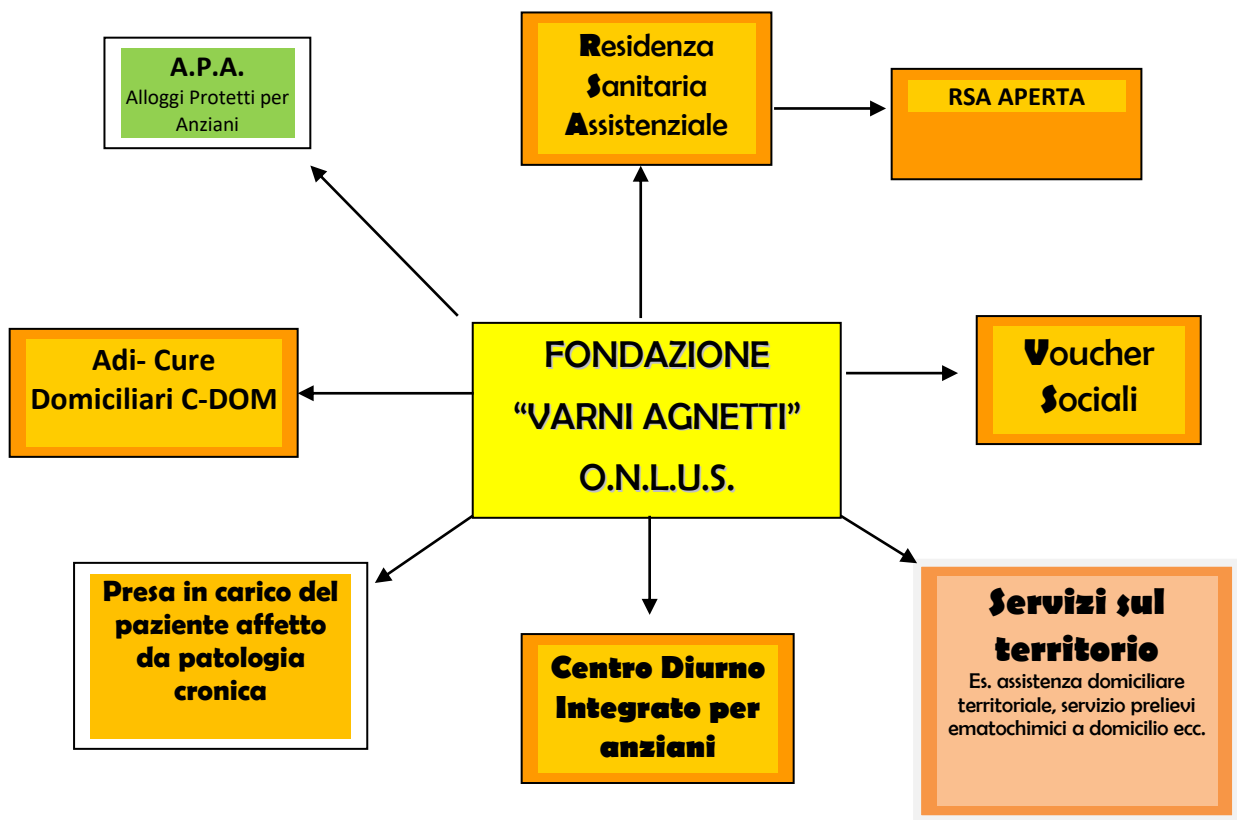 A.P.A.
Alloggi Protetti per
Anziani
Residenza
Sanitaria
Assistenziale
RSA APERTA
Adi- Cure
Domiciliari C-DOM
FONDAZIONE
“VARNI AGNETTI”
O.N.L.U.S.
Voucher
Sociali
Presa in carico del
paziente affetto
da patologia
cronica
Centro Diurno
Integrato per
anziani
Servizi sul
territorio
Es. assistenza domiciliare
territoriale, servizio prelievi
ematochimici a domicilio ecc.